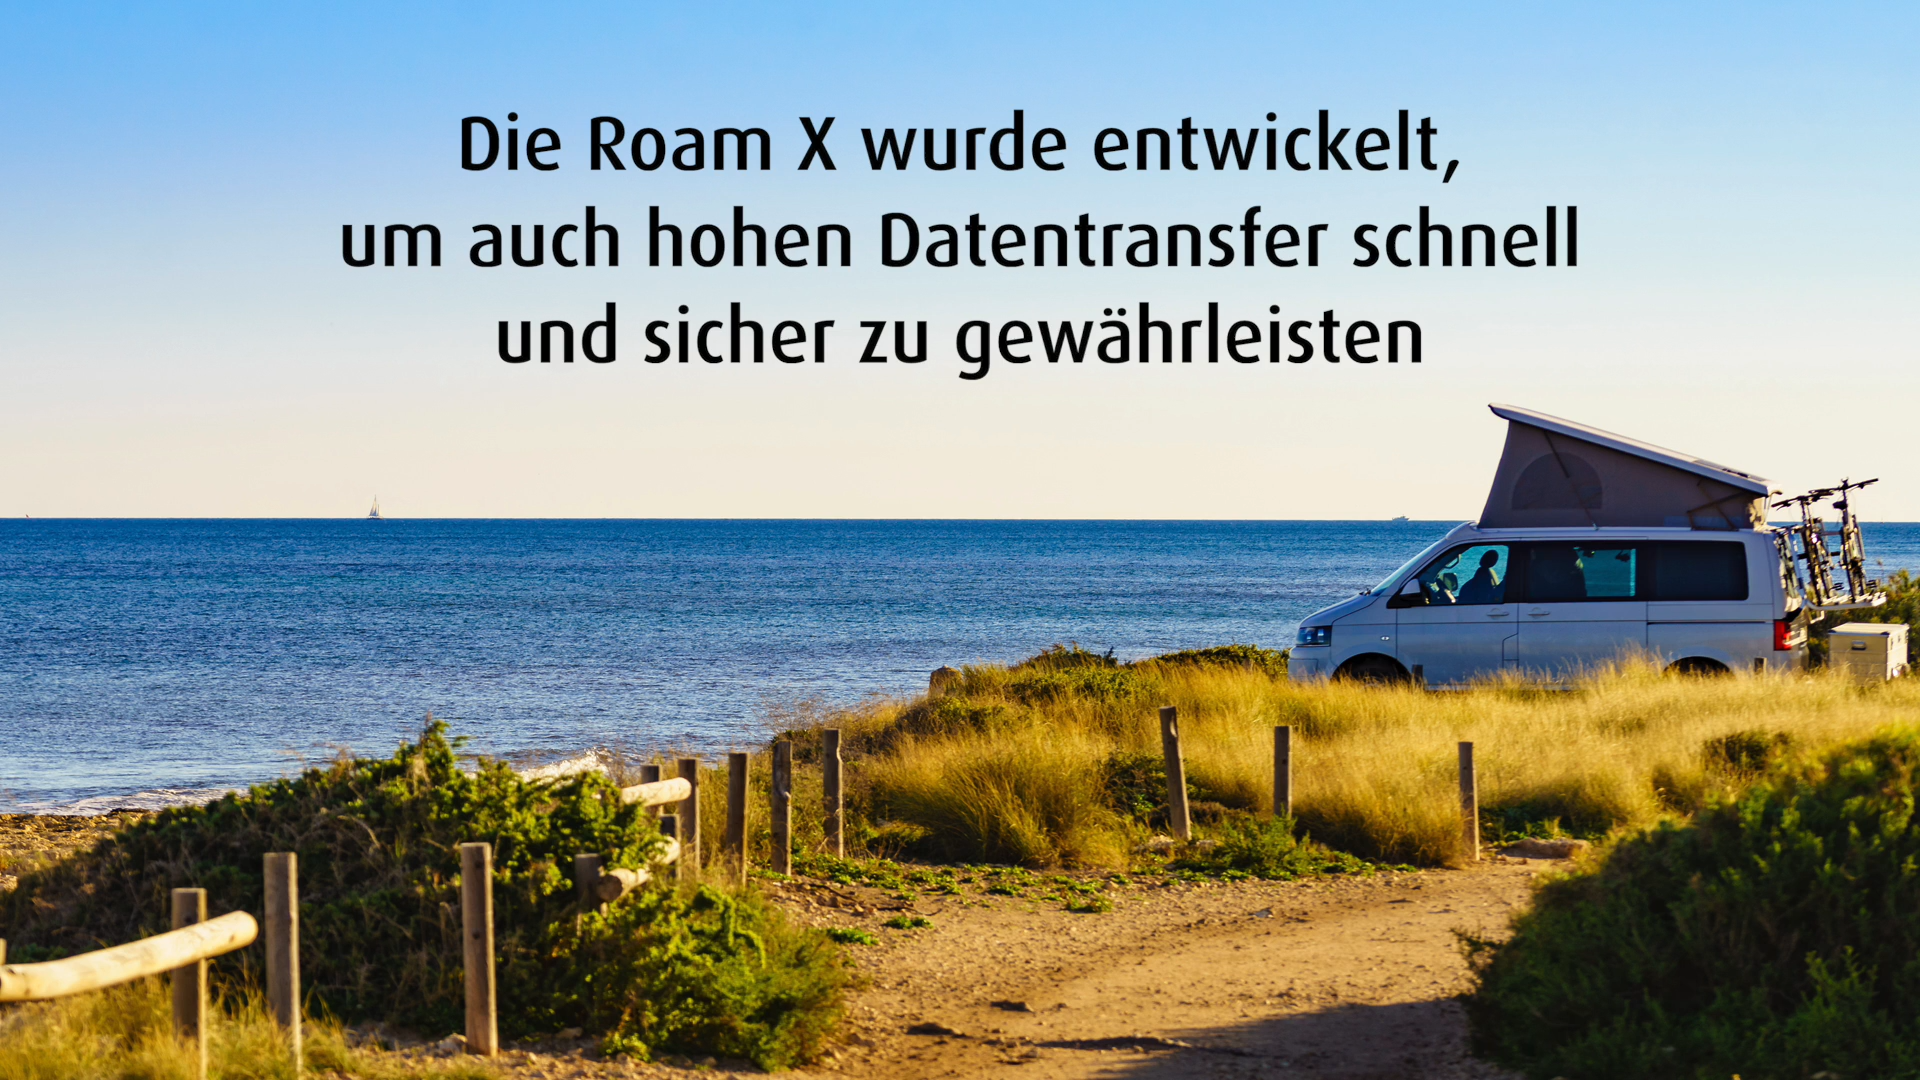 Die Roam X wurde entwickelt,
um auch hohen Datentransfer schnell
und sicher zu gewährleisten